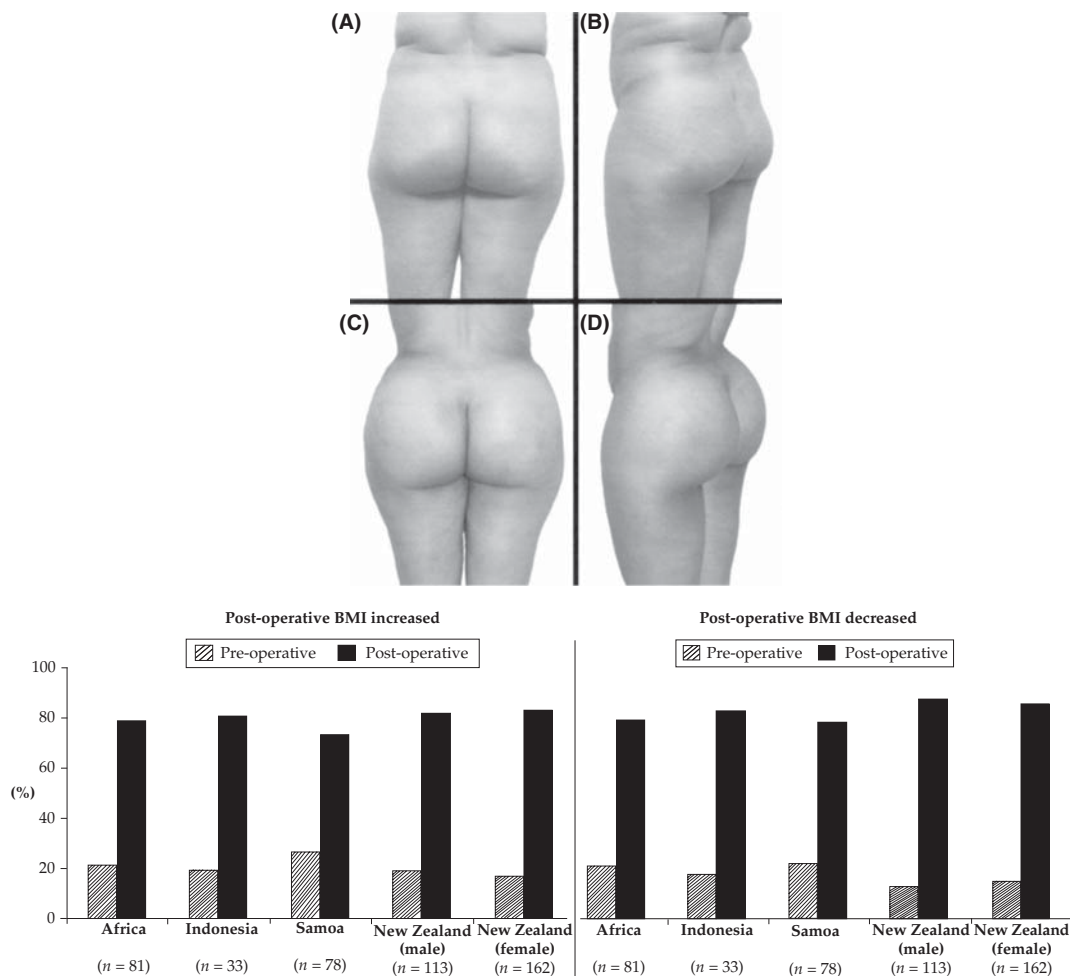 (A)
(B)
(C)
(D)
Post-operative BMI increased
Pre-operative Post-operative
100
80
60
(%)
40
20
0
Africa Indonesia Samoa New Zealand New Zealand
(male) (female)
(n = 81) (n = 33) (n = 78) (n = 113) (n = 162)
Post-operative BMI decreased
Pre-operative Post-operative
Africa Indonesia Samoa New Zealand New Zealand
(male) (female)
(n = 81) (n = 33) (n = 78) (n = 113) (n = 162)